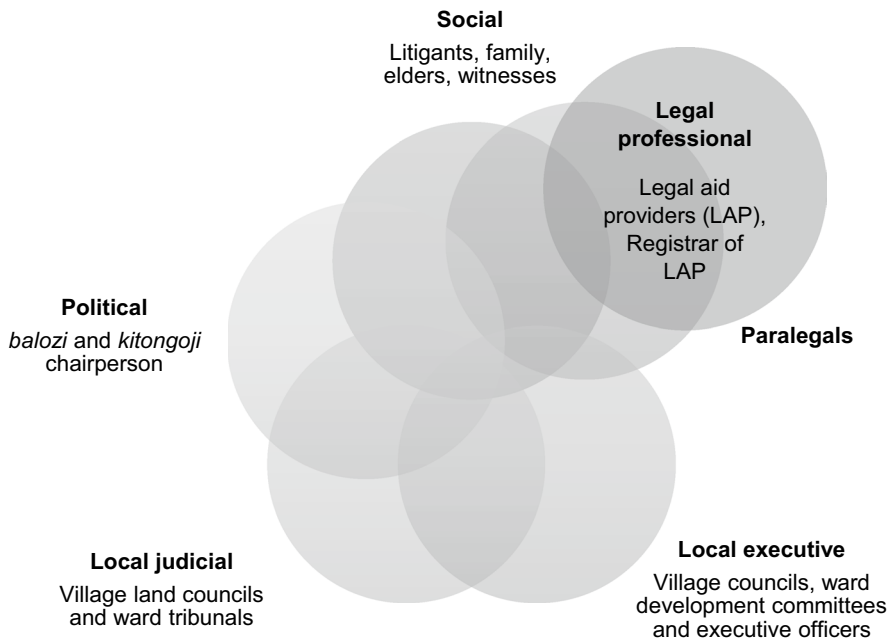 Social
Litigants, family,
elders, witnesses
Legal
professional
Legal aid
providers (LAP),
Registrar of
LAP
Political
balozi and kitongoji
chairperson
Paralegals
Local judicial
Village land councils
and ward tribunals
Local executive
Village councils, ward
development committees
and executive officers